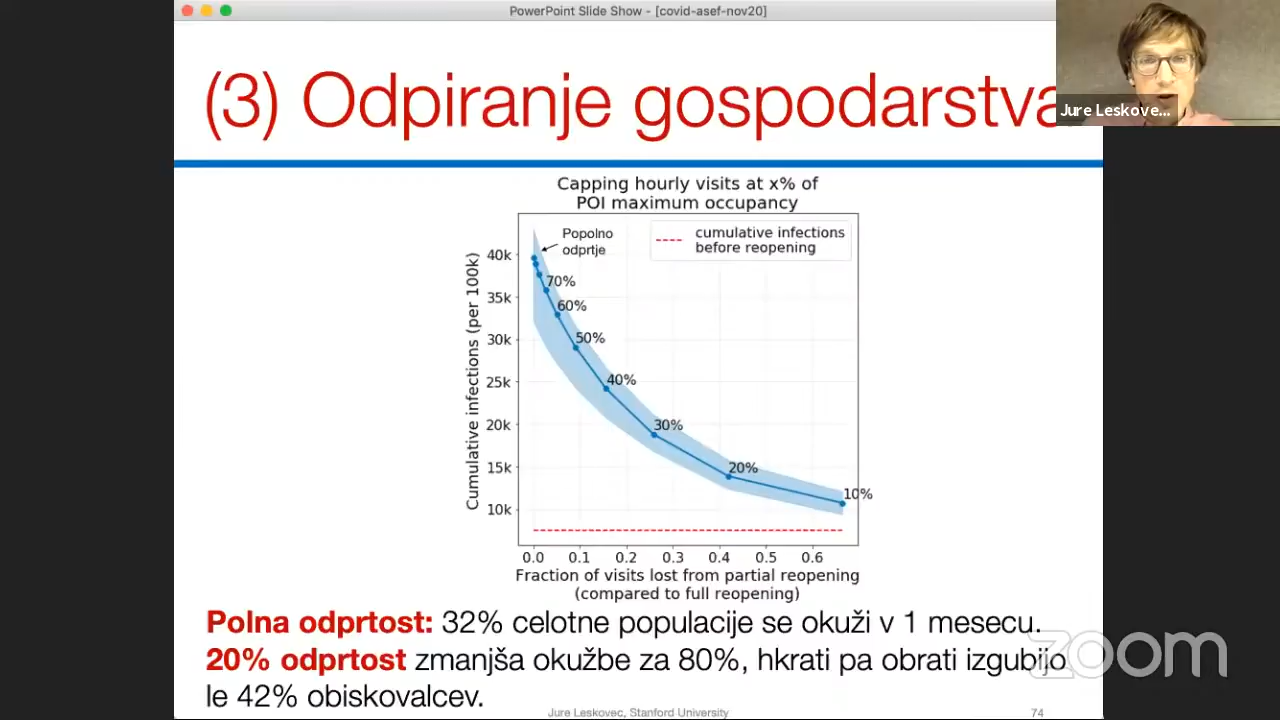 PowerPoint Slide Show - [covid-asef-nov20]
(3) Odpiranje gospodarstva
Jure Leskove...
Capping hourly visits at x% of
POI maximum occupancy
Popolno
odprtje
cumulative infections
before reopening
40k
35k
30k
25k
20k
15k
10k
Cumulative infections (per 100k)
70%
60%
50%
40%
30%
20%
10%
0.0 0.1 0.2 0.3 0.4 0.5 0.6
Fraction of visits lost from partial reopening
(compared to full reopening)
Polna odprtost: 32% celotne populacije se okuži v 1 mesecu.
20% odprtost zmanjša okužbe za 80%, hkrati pa obrati izgubijo
le 42% obiskovalcev.
zoom
Jure Leskovec, Stanford University
74